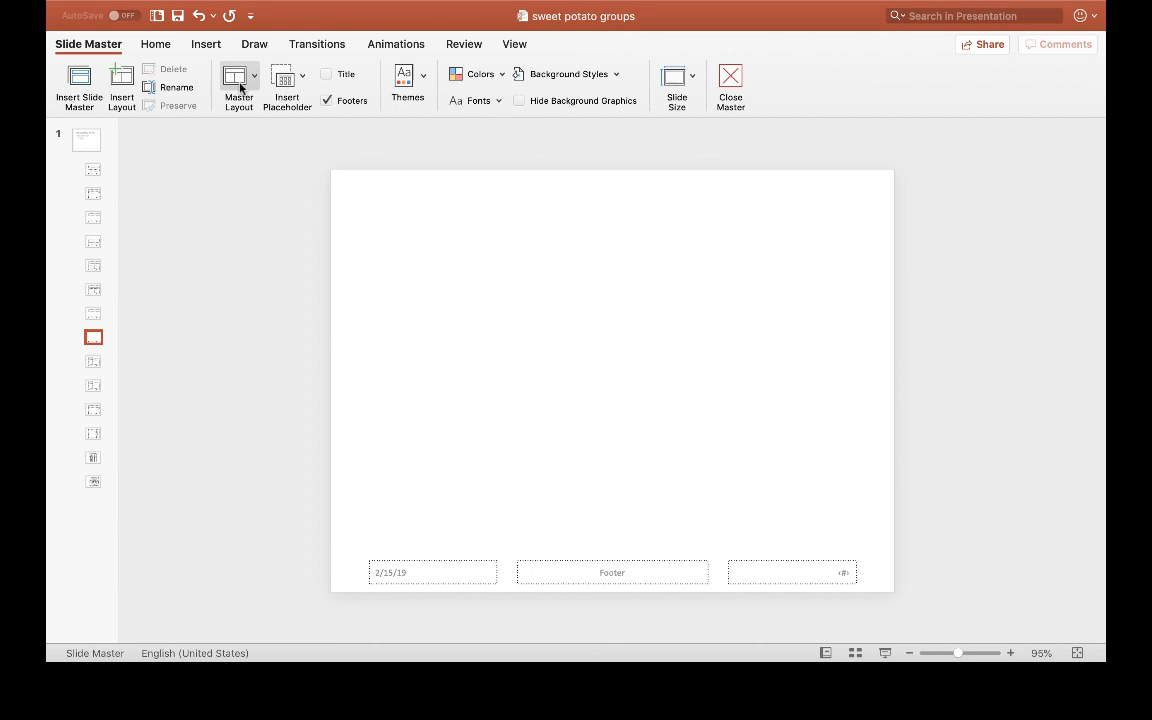 AutoSave OFF
sweet potato groups
Search in Presentation
Slide Master Home Insert Draw Transitions Animations Review View
Share Comments
Insert Slide Master
Insert Layout
Delete
Rename
Preserve
Master Layout
Insert Placeholder
Title
Footers
Aa
Themes
Colors
Background Styles
Aa Fonts
Hide Background Graphics
Slide Size
Close Master
1
2/15/19 Footer ‹#›
Slide Master English (United States) 95%